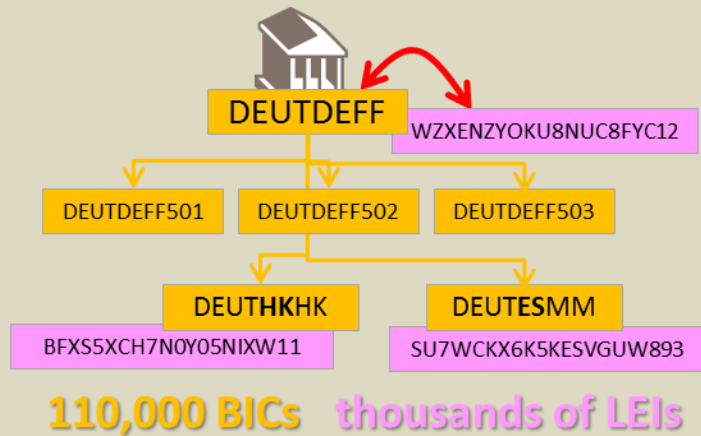 DEUTDEFF
WZXENZYOKU8NUC8FYC12
DEUTDEFF501
DEUTDEFF502
DEUTDEFF503
DEUTHKHK
DEUTESMM
BFXS5XCH7N0Y05NIXW11
SU7WCKX6K5KESVGUW893
110,000 BICs
thousands of LEIs